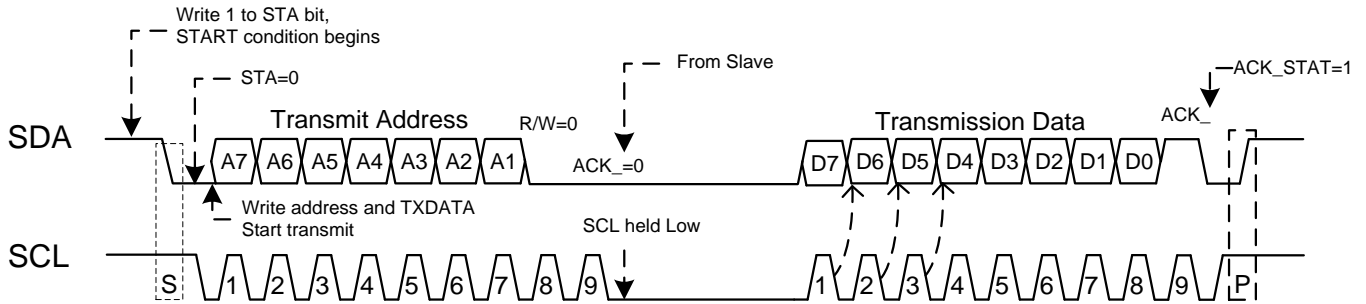 Write 1 to STA bit,
START condition begins
STA=0
From Slave
ACK_STAT=1
Transmit Address
R/W=0
Transmission Data
ACK_
SDA
A7 A6 A5 A4 A3 A2 A1
ACK_=0
D7 D6 D5 D4 D3 D2 D1 D0
Write address and TXDATA
Start transmit
SCL held Low
SCL
S 1 2 3 4 5 6 7 8 9 1 2 3 4 5 6 7 8 9 P